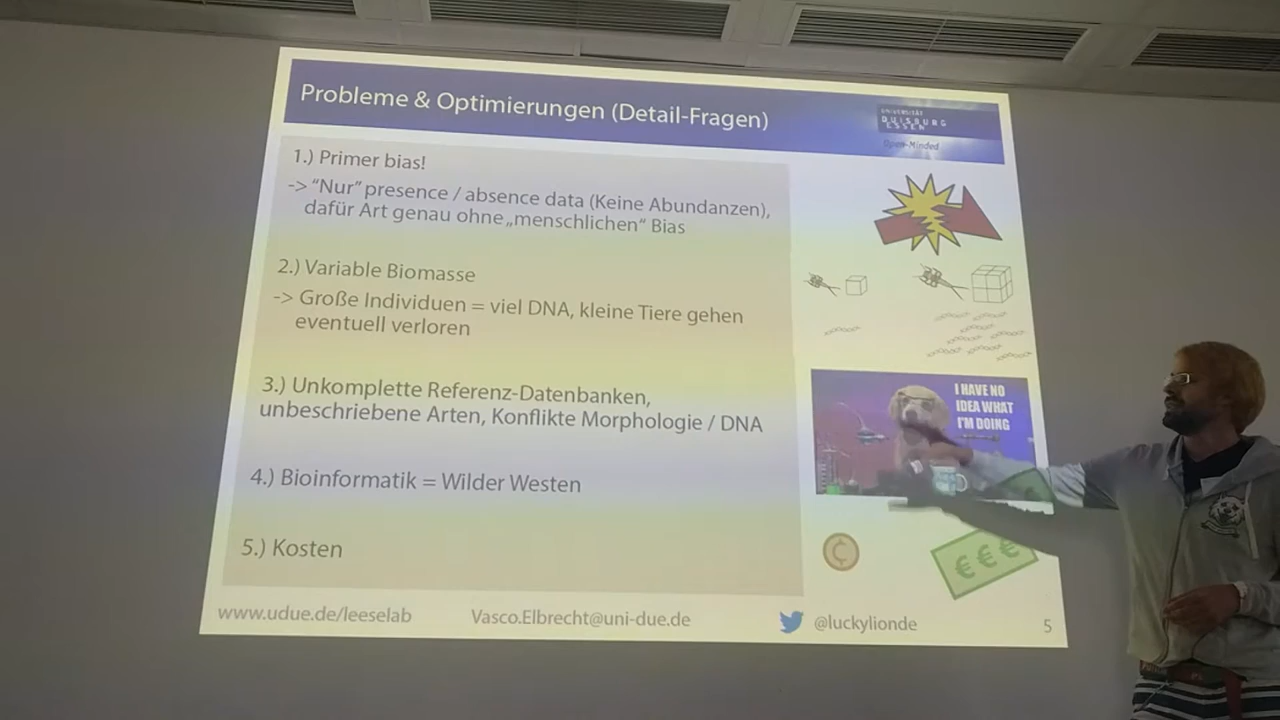 Probleme & Optimierungen (Detail-Fragen)
UNIVERSITÄT
DUISBURG
ESSEN
Open-Minded
1.) Primer bias!
-> “Nur” presence / absence data (Keine Abundanzen),
dafür Art genau ohne „menschlichen“ Bias
2.) Variable Biomasse
-> Große Individuen = viel DNA, kleine Tiere gehen
eventuell verloren
3.) Unkomplette Referenz-Datenbanken,
unbeschriebene Arten, Konflikte Morphologie / DNA
I HAVE NO
IDEA WHAT
I'M DOING
4.) Bioinformatik = Wilder Westen
5.) Kosten
¢
€€€
www.udue.de/leeselab
Vasco.Elbrecht@uni-due.de
@luckylionde
5